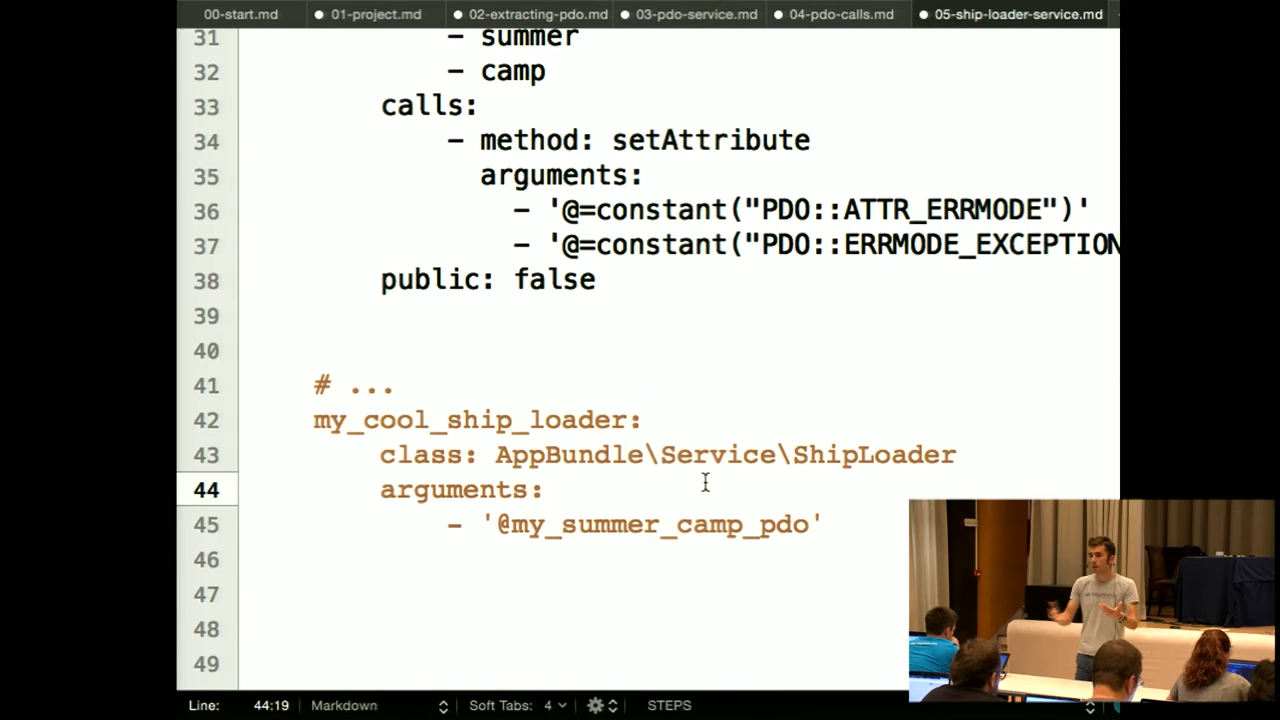 00-start.md
01-project.md
02-extracting-pdo.md
03-pdo-service.md
04-pdo-calls.md
05-ship-loader-service.md
31 - summer
32 - camp
33 calls:
34 - method: setAttribute
35 arguments:
36 - '@=constant("PDO::ATTR_ERRMODE")'
37 - '@=constant("PDO::ERRMODE_EXCEPTION
38 public: false
39
40
41 # ...
42 my_cool_ship_loader:
43 class: AppBundle\Service\ShipLoader
44 arguments:
45 - '@my_summer_camp_pdo'
46
47
48
49
Line: 44:19 Markdown Soft Tabs: 4 STEPS